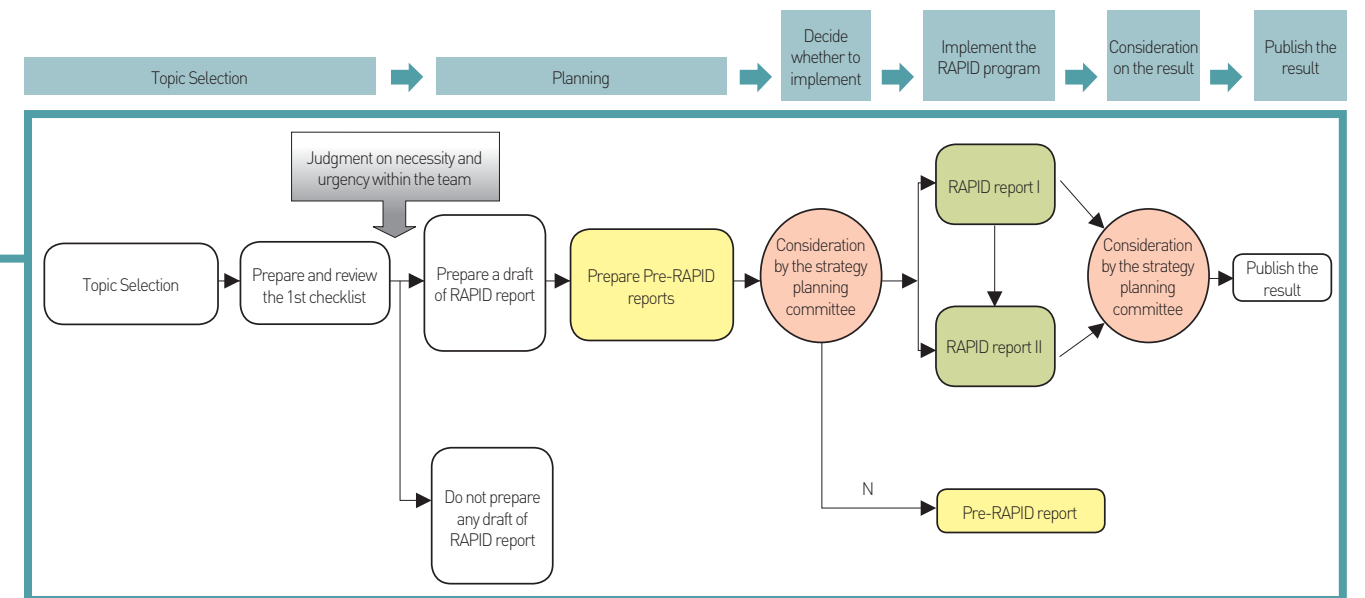 Topic Selection
Planning
Decide
whether to
implement
Implement the
RAPID program
Consideration
on the result
Publish the
result
Judgment on necessity and
urgency within the team
Topic Selection
Prepare and review
the 1st checklist
Prepare a draft
of RAPID report
Prepare Pre-RAPID
reports
Consideration
by the strategy
planning
committee
RAPID report I
RAPID report II
Consideration
by the strategy
planning
committee
Publish the
result
Do not prepare
any draft of
RAPID report
N
Pre-RAPID report